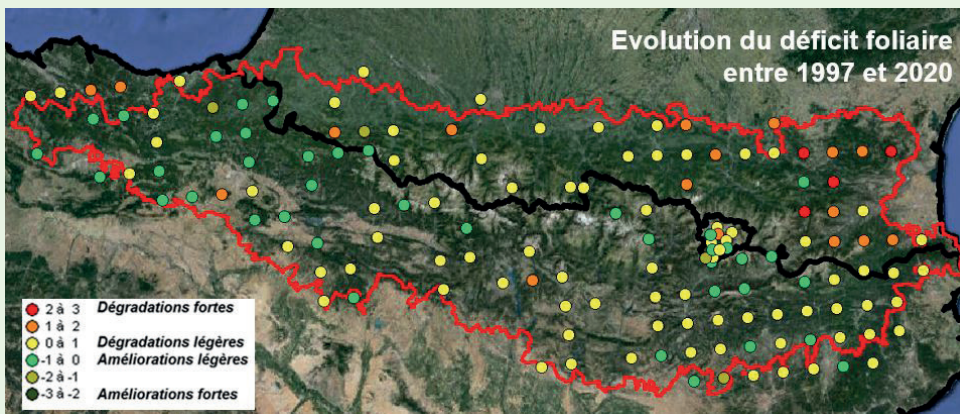 Evolution du déficit foliaire
entre 1997 et 2020
2 à 3 Dégradations fortes
1 à 2
0 à 1 Dégradations légères
-1 à 0 Améliorations légères
-2 à -1
-3 à -2 Améliorations fortes